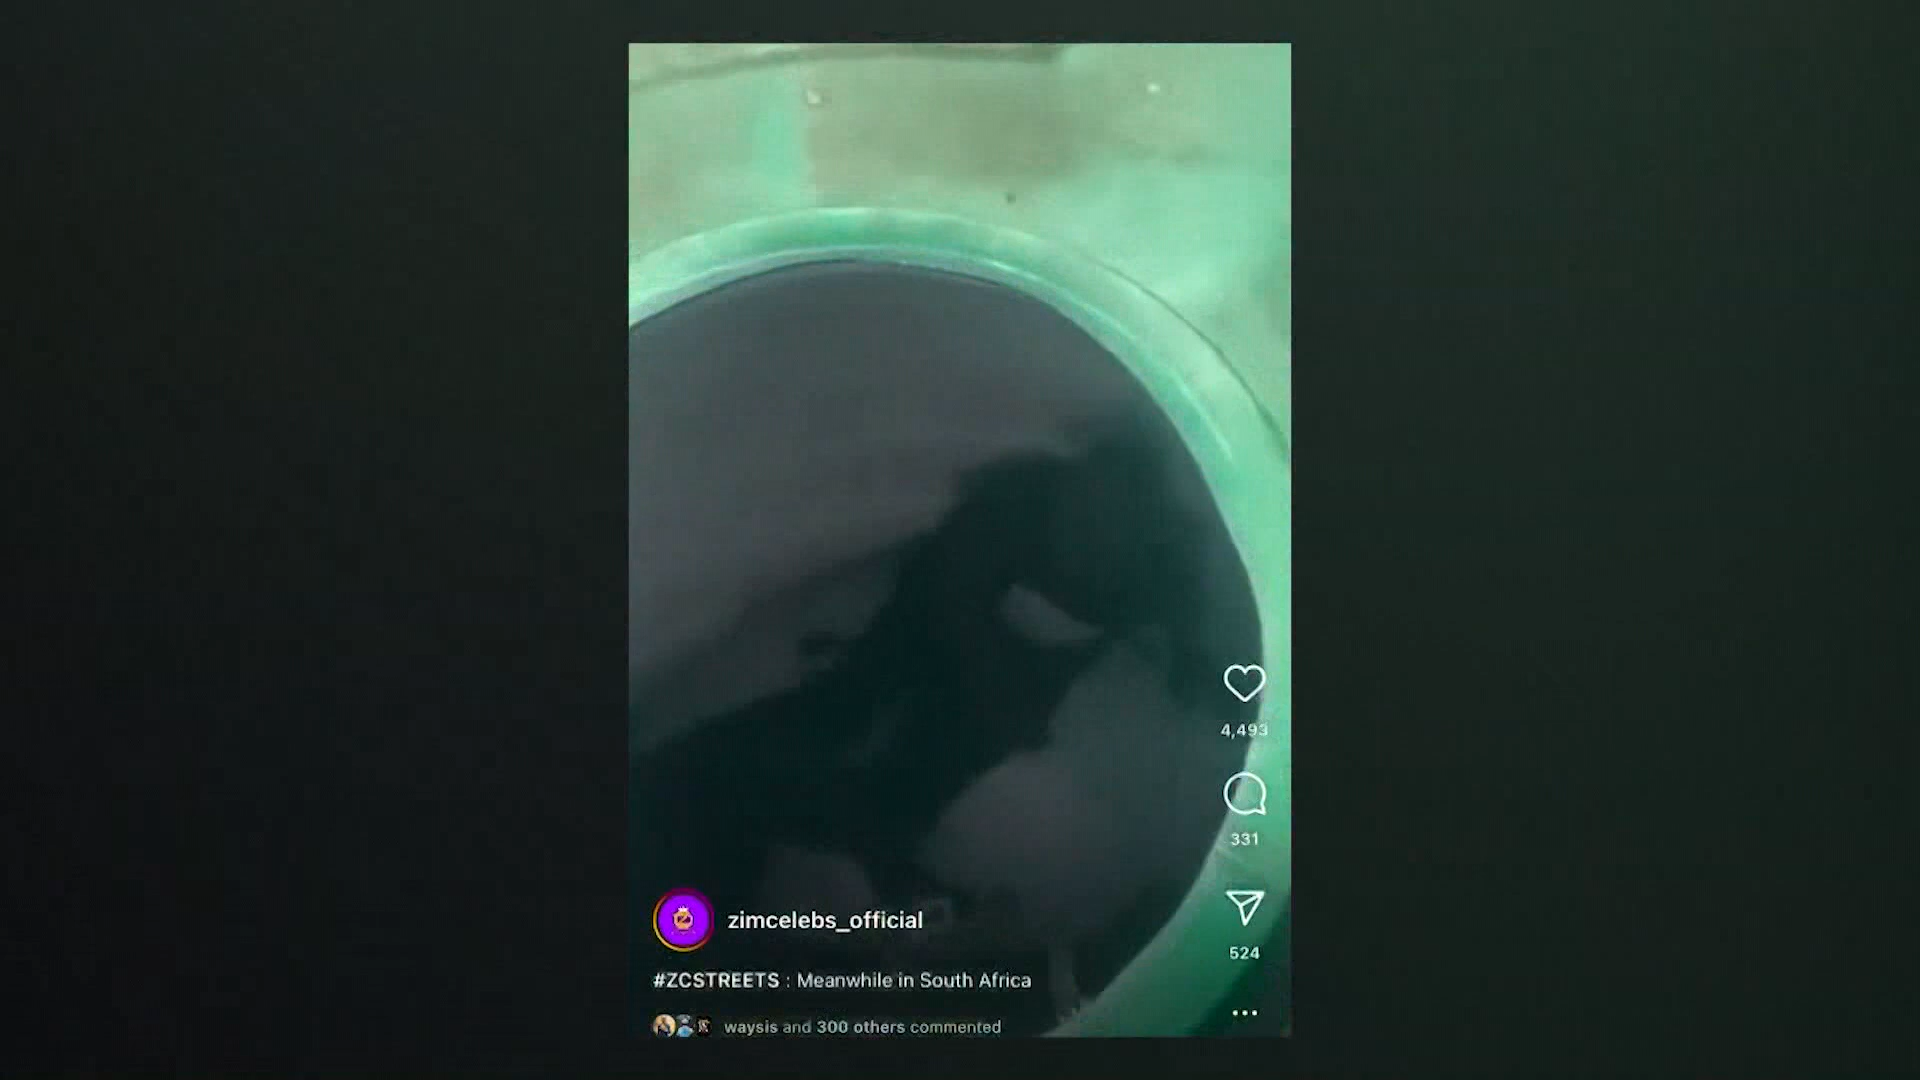 4,493
331
524
zimcelebs_official
#ZCSTREETS : Meanwhile in South Africa
waysis and 300 others commented